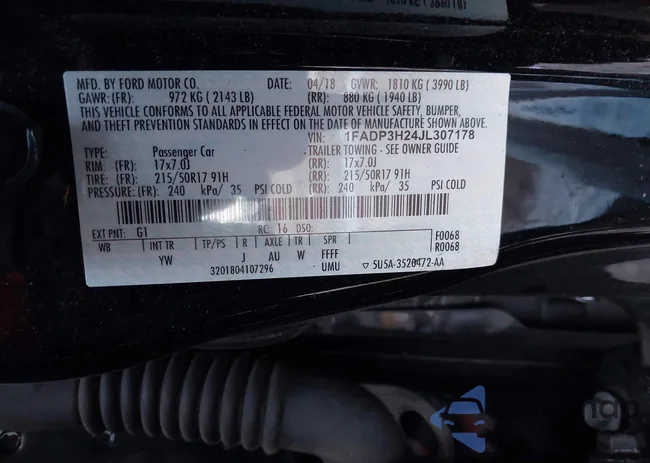 MFD. BY FORD MOTOR CO. DATE: 04/18 GVWR: 1810 KG ( 3990 LB)
GAWR: (FR): 972 KG ( 2143 LB) (RR): 880 KG ( 1940 LB)
THIS VEHICLE CONFORMS TO ALL APPLICABLE FEDERAL MOTOR VEHICLE SAFETY, BUMPER,
AND THEFT PREVENTION STANDARDS IN EFFECT ON THE DATE OF MANUFACTURE SHOWN ABOVE.
VIN: 1FADP3H24JL307178
TYPE: Passenger Car TRAILER TOWING - SEE OWNER GUIDE
RIM: (FR) 17x7.0J (RR) 17x7.0J
TIRE: (FR) 215/50R17 91H (RR) 215/50R17 91H
PRESSURE: (FR) 240 kPa/ 35 PSI COLD (RR) 240 kPa/ 35 PSI COLD
EXT PNT: G1 RC: 16 DSO: F0068
WB INT TR TP/PS R AXLE TR SPR R0068
YW J AU W FFFF
3201804107296 UMU ▽ 5U5A-3520472-AA